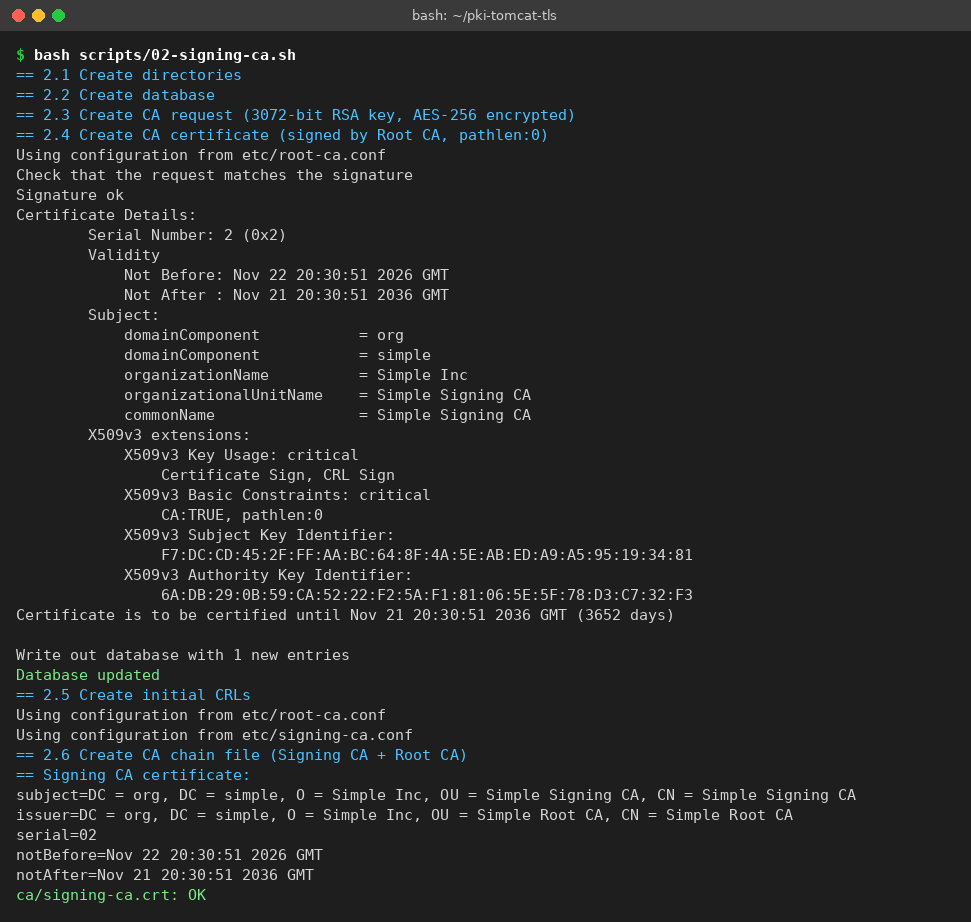 bash: ~/pki-tomcat-tls
$ bash scripts/02-signing-ca.sh
== 2.1 Create directories
== 2.2 Create database
== 2.3 Create CA request (3072-bit RSA key, AES-256 encrypted)
== 2.4 Create CA certificate (signed by Root CA, pathlen:0)
Using configuration from etc/root-ca.conf
Check that the request matches the signature
Signature ok
Certificate Details:
        Serial Number: 2 (0x2)
        Validity
            Not Before: Nov 22 20:30:51 2026 GMT
            Not After : Nov 21 20:30:51 2036 GMT
        Subject:
            domainComponent           = org
            domainComponent           = simple
            organizationName          = Simple Inc
            organizationalUnitName    = Simple Signing CA
            commonName                = Simple Signing CA
        X509v3 extensions:
            X509v3 Key Usage: critical
                Certificate Sign, CRL Sign
            X509v3 Basic Constraints: critical
                CA:TRUE, pathlen:0
            X509v3 Subject Key Identifier:
                F7:DC:CD:45:2F:FF:AA:BC:64:8F:4A:5E:AB:ED:A9:A5:95:19:34:81
            X509v3 Authority Key Identifier:
                6A:DB:29:0B:59:CA:52:22:F2:5A:F1:81:06:5E:5F:78:D3:C7:32:F3
Certificate is to be certified until Nov 21 20:30:51 2036 GMT (3652 days)

Write out database with 1 new entries
Database updated
== 2.5 Create initial CRLs
Using configuration from etc/root-ca.conf
Using configuration from etc/signing-ca.conf
== 2.6 Create CA chain file (Signing CA + Root CA)
== Signing CA certificate:
subject=DC = org, DC = simple, O = Simple Inc, OU = Simple Signing CA, CN = Simple Signing CA
issuer=DC = org, DC = simple, O = Simple Inc, OU = Simple Root CA, CN = Simple Root CA
serial=02
notBefore=Nov 22 20:30:51 2026 GMT
notAfter=Nov 21 20:30:51 2036 GMT
ca/signing-ca.crt: OK